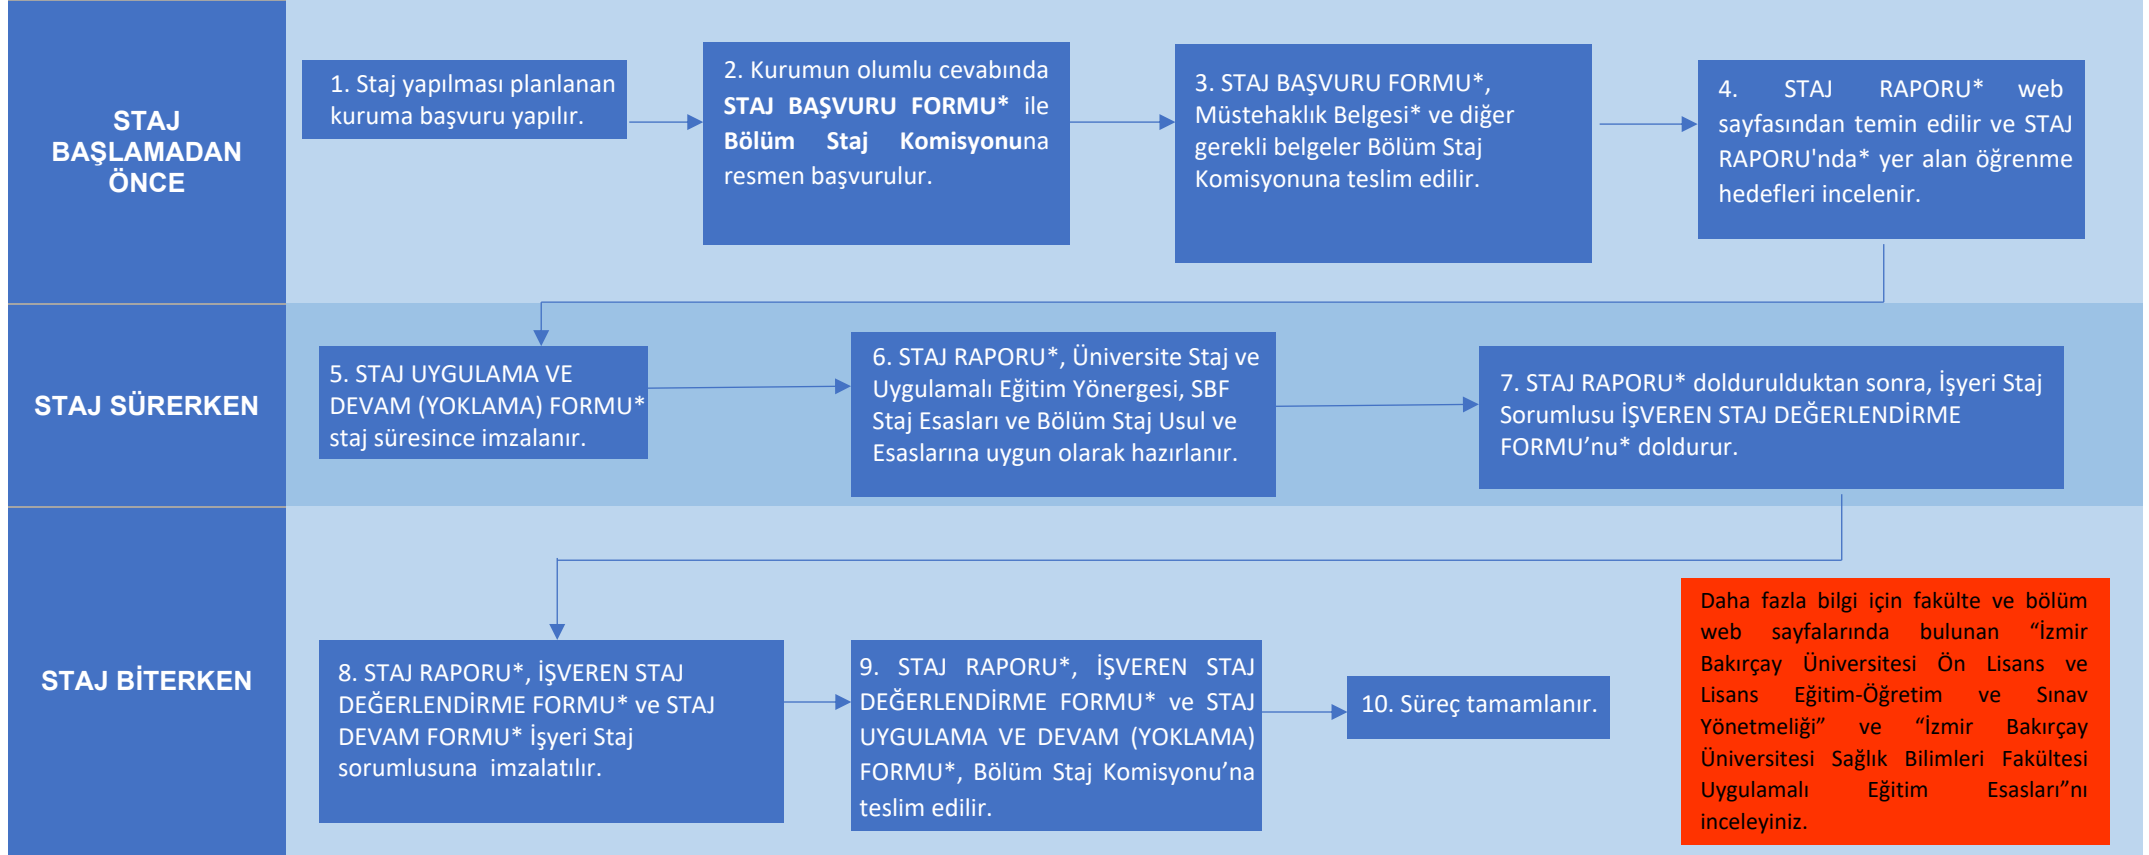 STAJ
BAŞLAMADAN
ÖNCE
1. Staj yapılması planlanan
kuruma başvuru yapılır.
2. Kurumun olumlu cevabında
STAJ BAŞVURU FORMU* ile
Bölüm Staj Komisyonuna
resmen başvurulur.
3. STAJ BAŞVURU FORMU*,
Müstehaklık Belgesi* ve diğer
gerekli belgeler Bölüm Staj
Komisyonuna teslim edilir.
4. STAJ RAPORU* web
sayfasından temin edilir ve STAJ
RAPORU'nda* yer alan öğrenme
hedefleri incelenir.
STAJ SÜRERKEN
5. STAJ UYGULAMA VE
DEVAM (YOKLAMA) FORMU*
staj süresince imzalanır.
6. STAJ RAPORU*, Üniversite Staj ve
Uygulamalı Eğitim Yönergesi, SBF
Staj Esasları ve Bölüm Staj Usul ve
Esaslarına uygun olarak hazırlanır.
7. STAJ RAPORU* doldurulduktan sonra, İşyeri Staj
Sorumlusu İŞVEREN STAJ DEĞERLENDİRME
FORMU’nu* doldurur.
STAJ BİTERKEN
8. STAJ RAPORU*, İŞVEREN STAJ
DEĞERLENDİRME FORMU* ve STAJ
DEVAM FORMU* İşyeri Staj
sorumlusuna imzalatılır.
9. STAJ RAPORU*, İŞVEREN STAJ
DEĞERLENDİRME FORMU* ve STAJ
UYGULAMA VE DEVAM (YOKLAMA)
FORMU*, Bölüm Staj Komisyonu’na
teslim edilir.
10. Süreç tamamlanır.
Daha fazla bilgi için fakülte ve bölüm
web sayfalarında bulunan “İzmir
Bakırçay Üniversitesi Ön Lisans ve
Lisans Eğitim-Öğretim ve Sınav
Yönetmeliği” ve “İzmir Bakırçay
Üniversitesi Sağlık Bilimleri Fakültesi
Uygulamalı Eğitim Esasları”nı
inceleyiniz.